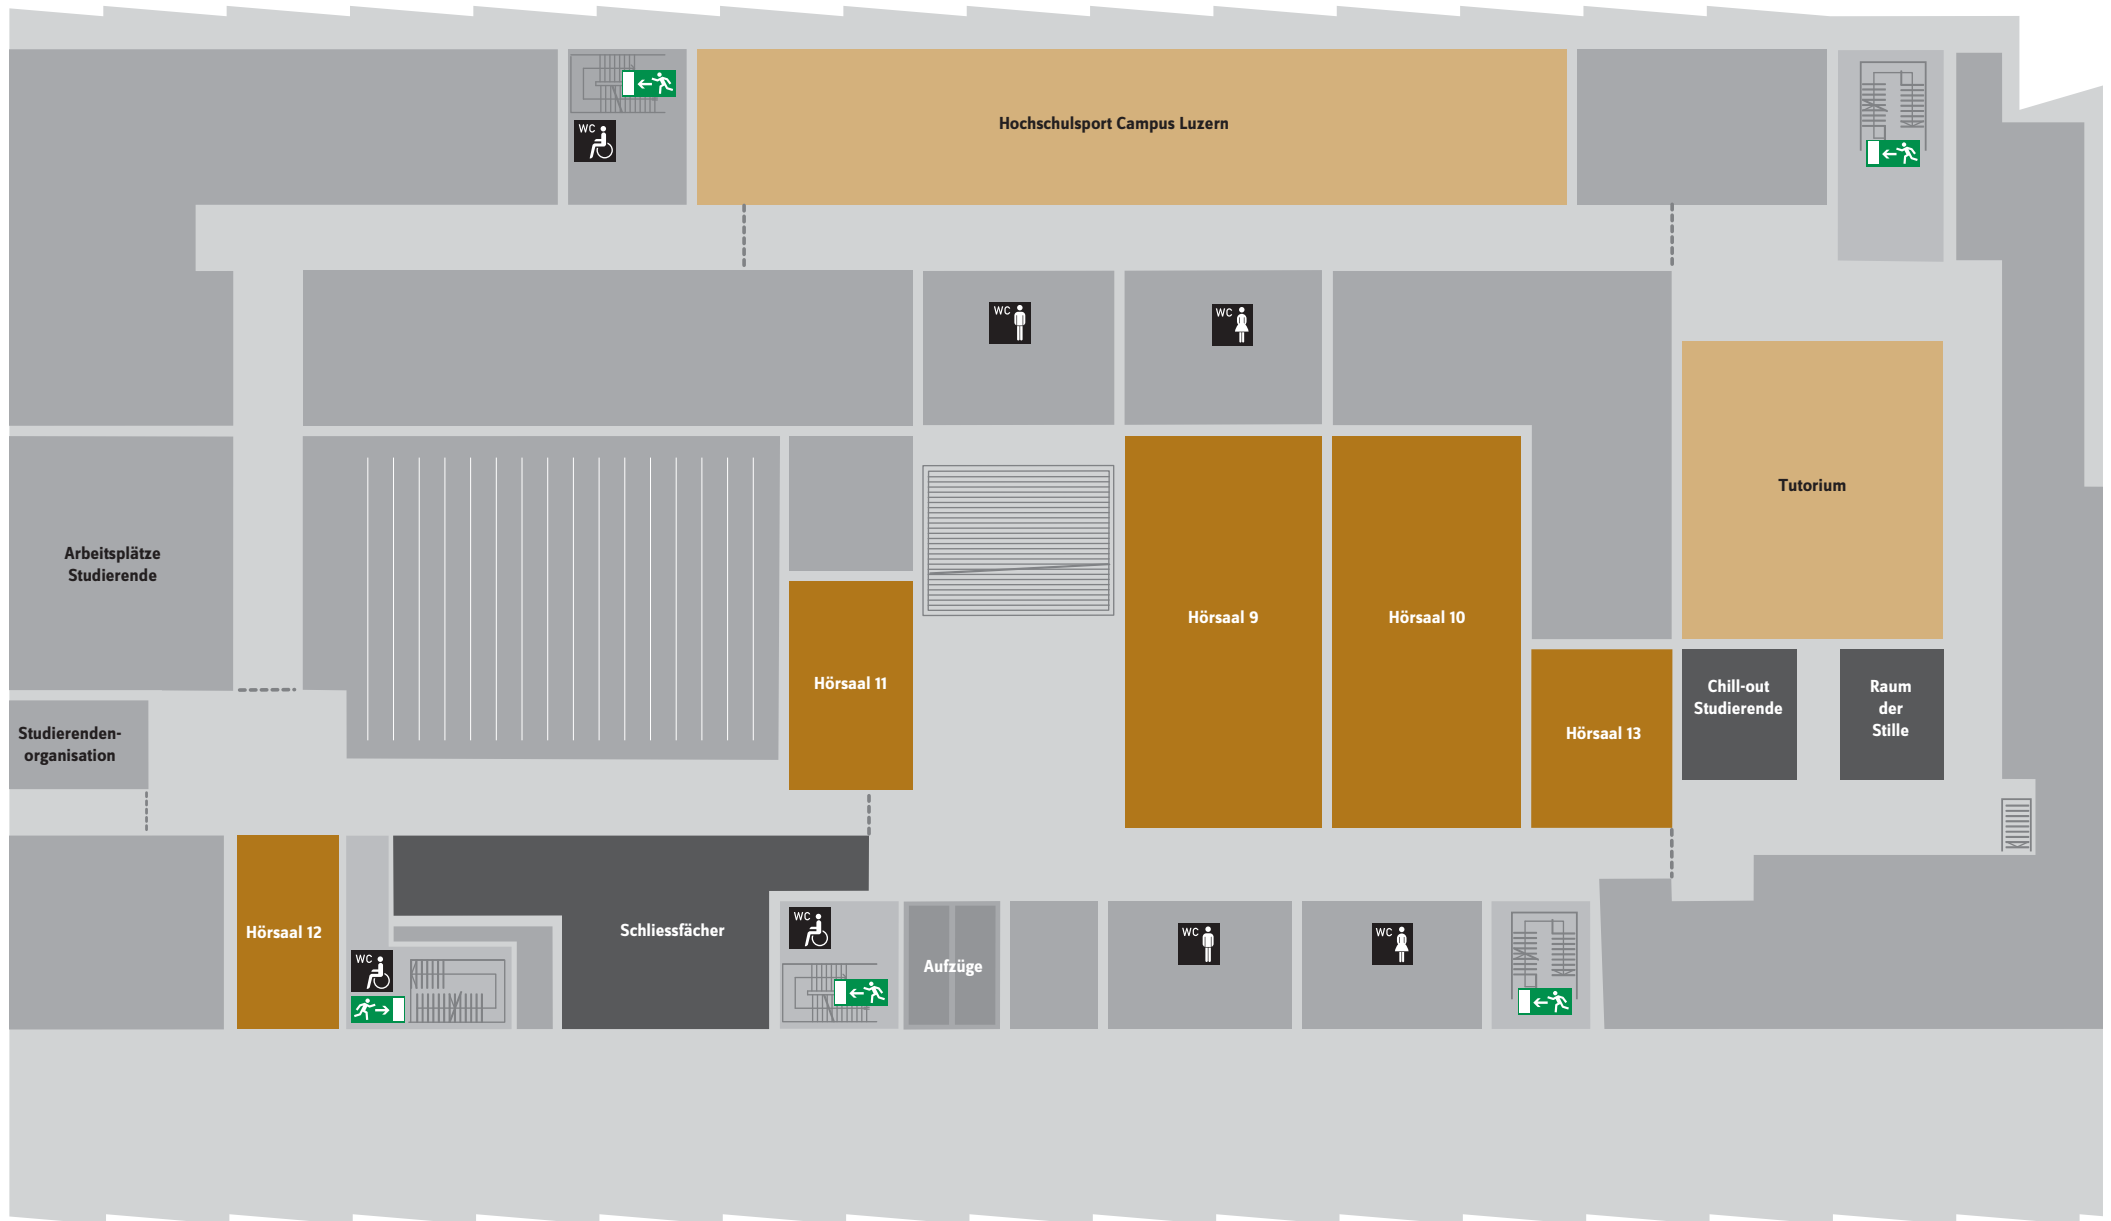 WC
Hochschulsport Campus Luzern
WC
WC
Tutorium
Arbeitsplätze
Studierende
Hörsaal 9
Hörsaal 10
Hörsaal 11
Chill-out
Studierende
Raum
der
Stille
Studierenden-
organisation
Hörsaal 13
Hörsaal 12
Schliessfächer
WC
WC
Aufzüge
WC
WC